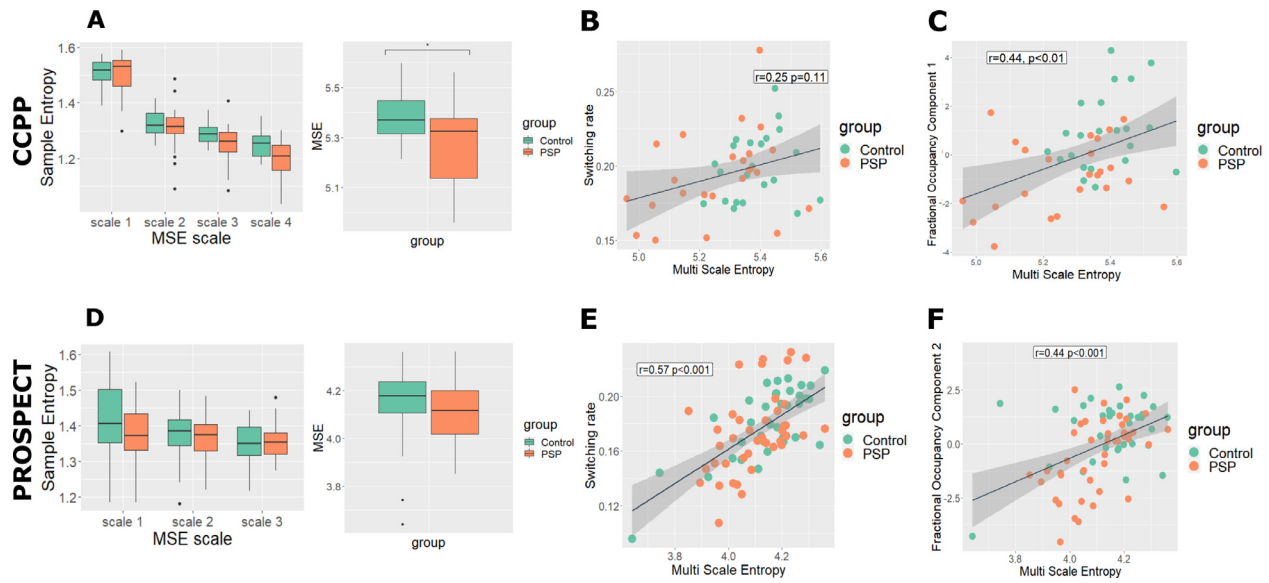 A
CCPP
Sample Entropy
1.6
1.4
1.2
scale 1 scale 2 scale 3 scale 4
MSE scale
*
MSE
5.5
5.3
5.1
group
group
Control
PSP
B
r=0.25 p=0.11
Switching rate
0.25
0.20
0.15
5.0 5.2 5.4 5.6
Multi Scale Entropy
group
Control
PSP
C
r=0.44, p<0.01
Fractional Occupancy Component 1
4
2
0
-2
-4
5.0 5.2 5.4 5.6
Multi Scale Entropy
group
Control
PSP
D
PROSPECT
Sample Entropy
1.6
1.5
1.4
1.3
1.2
scale 1 scale 2 scale 3
MSE scale
MSE
4.2
4.0
3.8
group
group
Control
PSP
E
r=0.57 p<0.001
Switching rate
0.20
0.16
0.12
3.8 4.0 4.2
Multi Scale Entropy
group
Control
PSP
F
r=0.44 p<0.001
Fractional Occupancy Component 2
2.5
0.0
-2.5
3.8 4.0 4.2
Multi Scale Entropy
group
Control
PSP